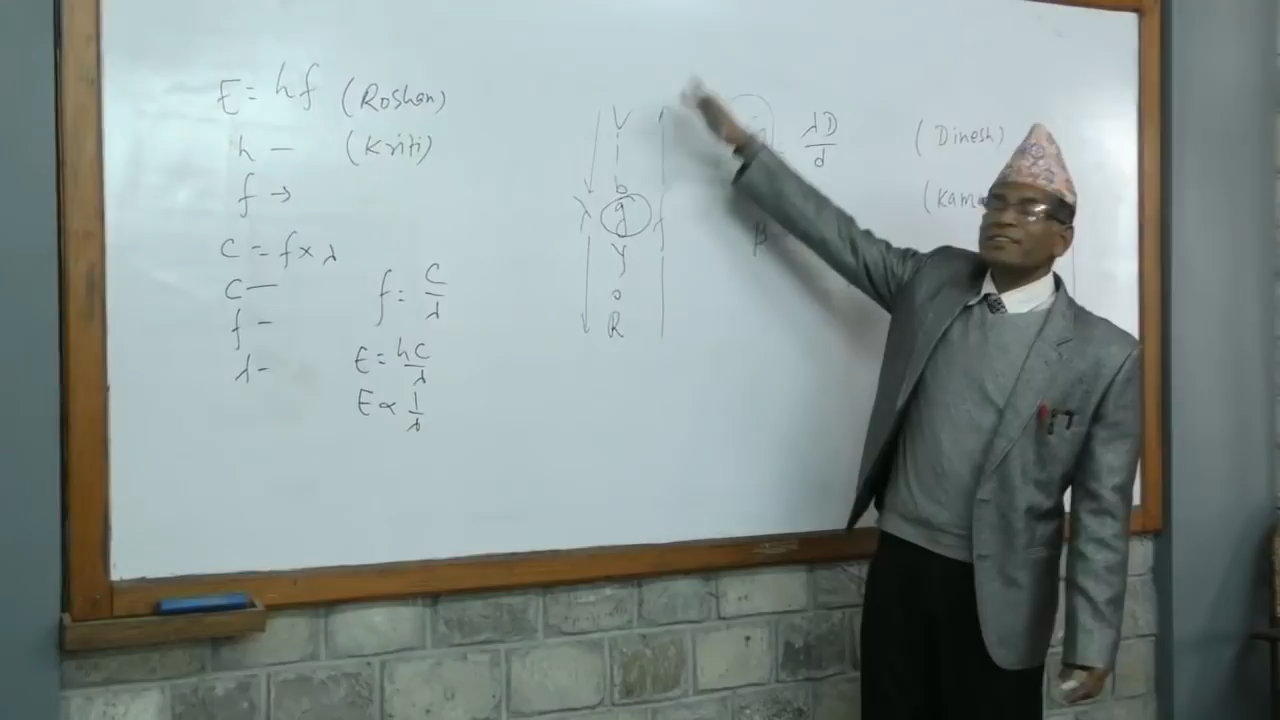 E = hf (Roshan)
h — (Kriti)
f →
C = f × λ
C —
f –
λ –
f = C/λ
E = hC/λ
E ∝ 1/λ
V
i
b
g
y
o
R
λ
f
β
λD/d
(Dinesh)